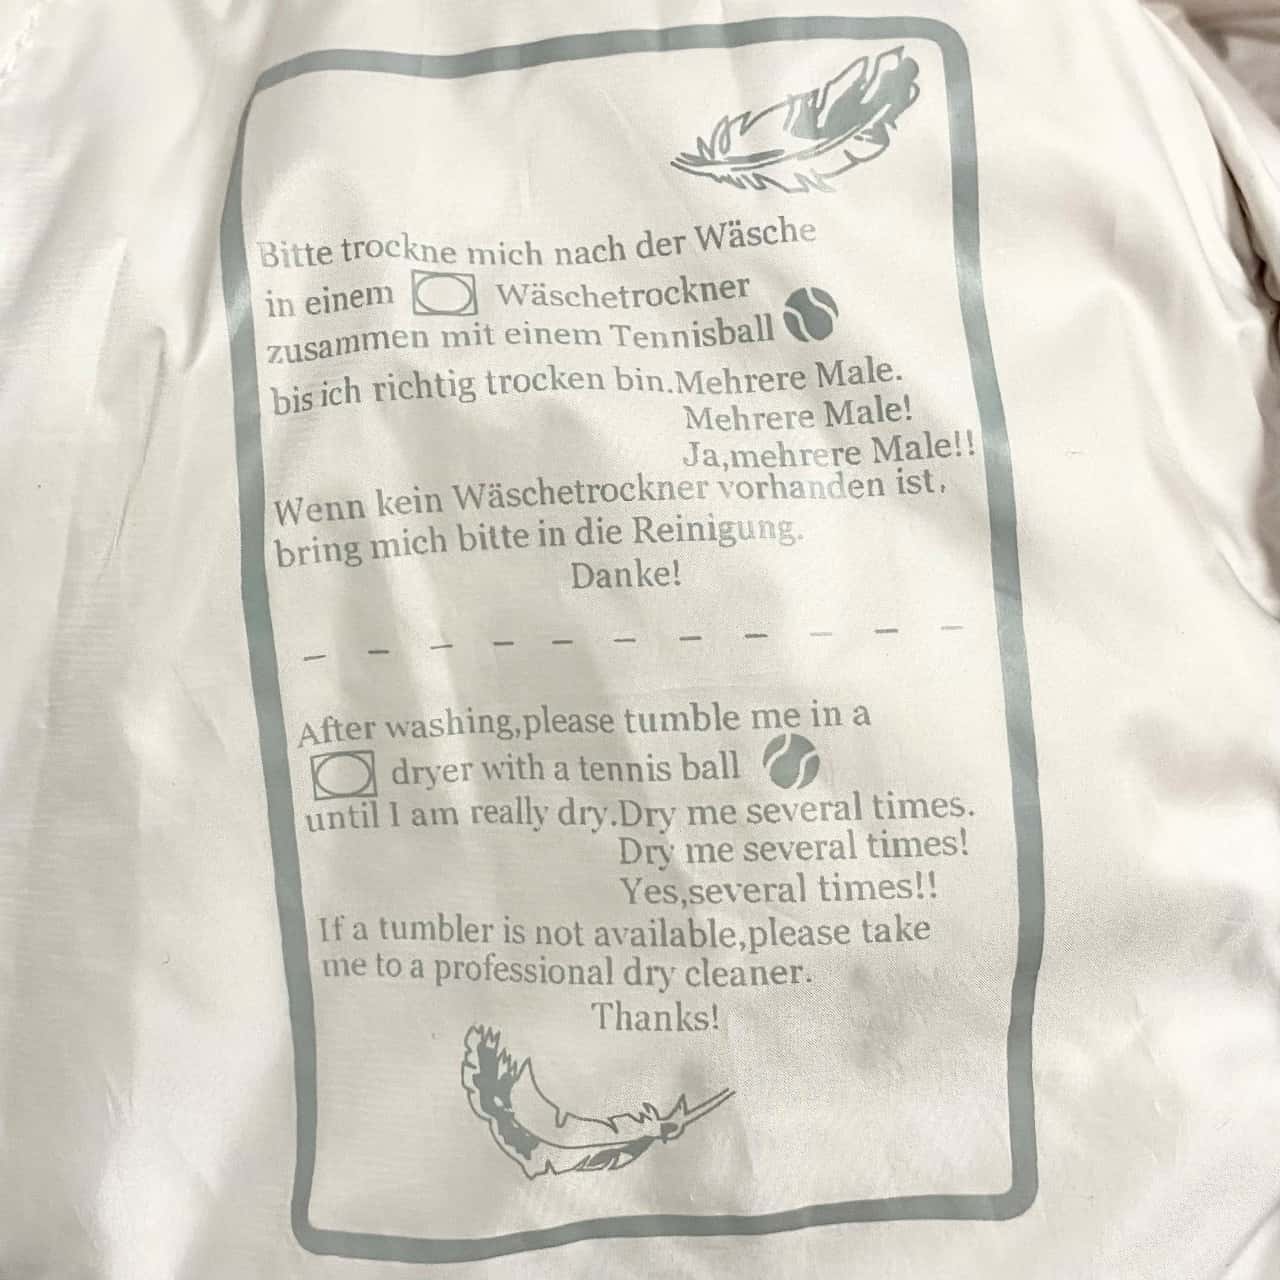 Bitte trockne mich nach der Wäsche
in einem Wäschetrockner
zusammen mit einem Tennisball
bis ich richtig trocken bin.Mehrere Male.
Mehrere Male!
Ja,mehrere Male!!
Wenn kein Wäschetrockner vorhanden ist,
bring mich bitte in die Reinigung.
Danke!
After washing,please tumble me in a
dryer with a tennis ball
until I am really dry.Dry me several times.
Dry me several times!
Yes,several times!!
If a tumbler is not available,please take
me to a professional dry cleaner.
Thanks!